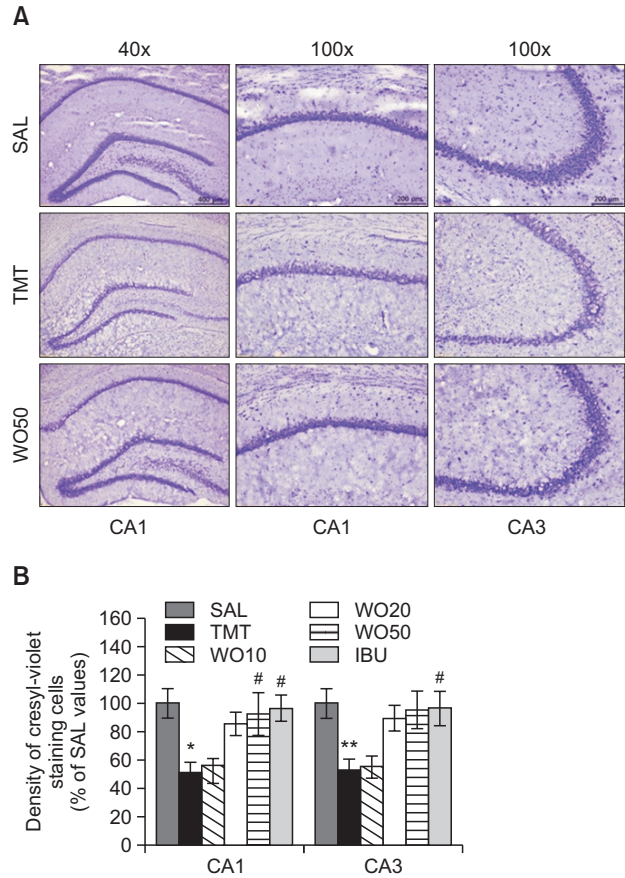 A
40x 100x 100x
SAL
400 µm 200 µm 200 µm
TMT
WO50
CA1 CA1 CA3
B
Density of cresyl-violet
staining cells
(% of SAL values)
160
140
120
100
80
60
40
20
0
SAL WO20
TMT WO50
WO10 IBU
* # # ** #
CA1 CA3